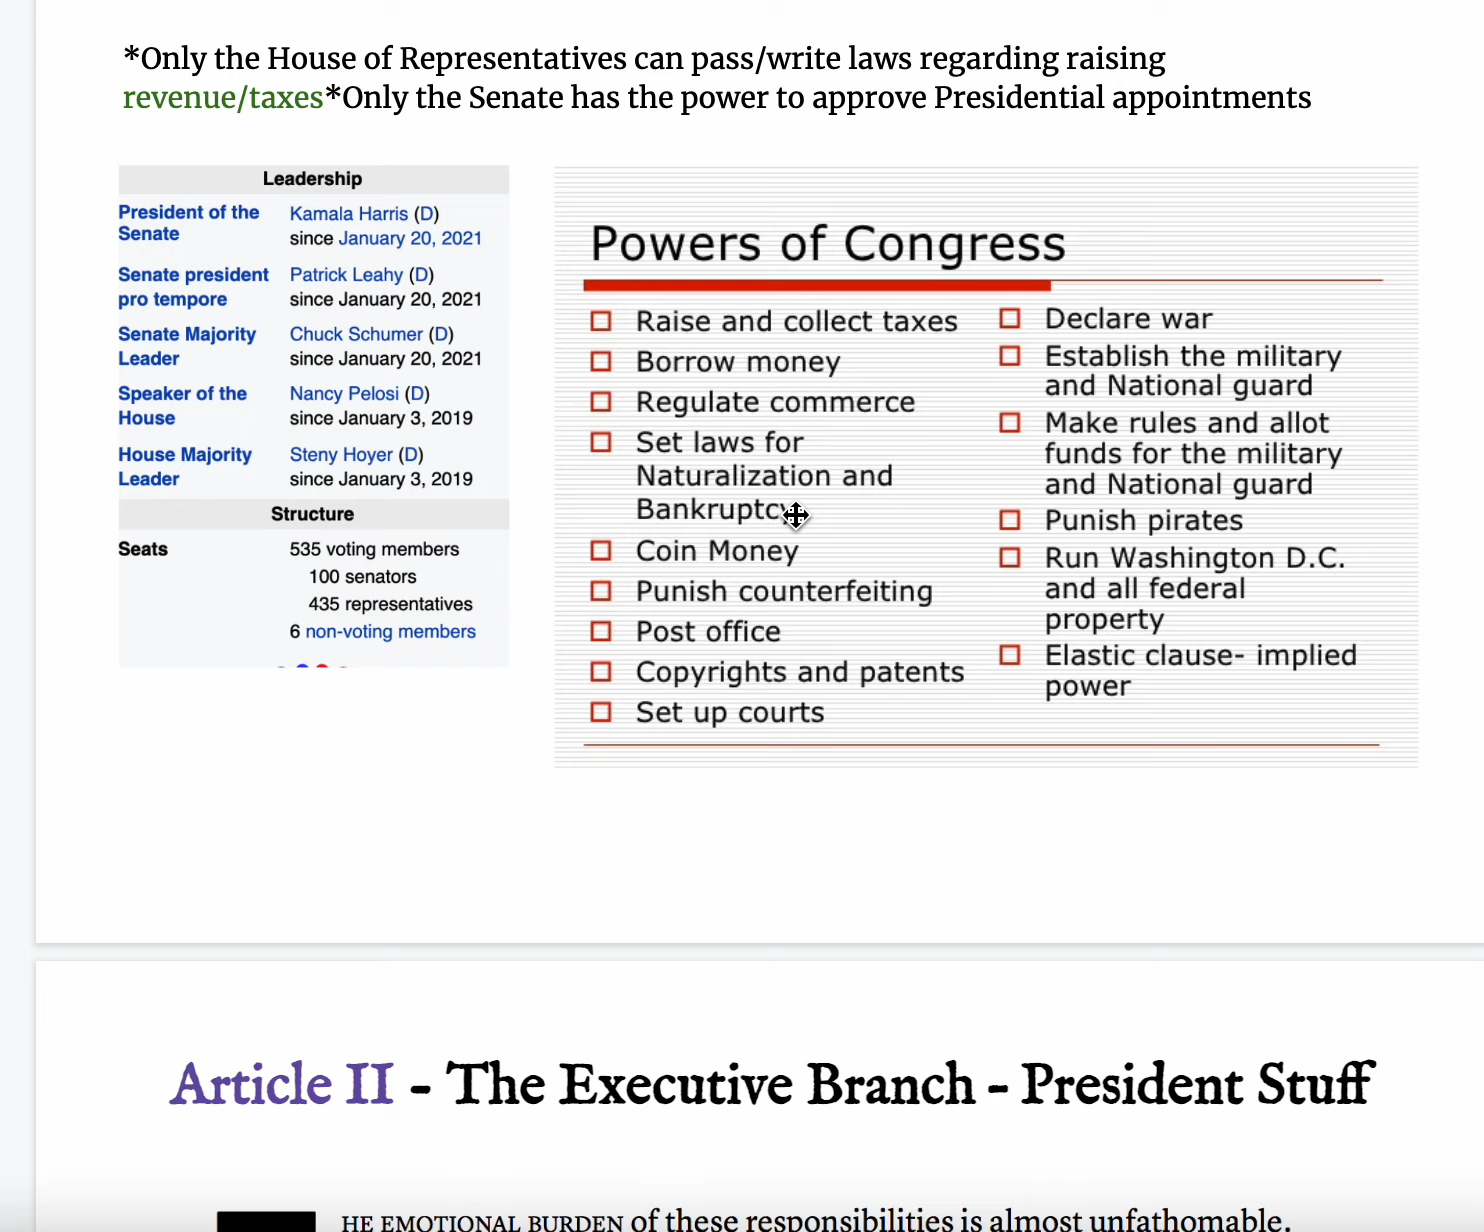 *Only the House of Representatives can pass/write laws regarding raising
revenue/taxes*Only the Senate has the power to approve Presidential appointments
Leadership
President of the Senate
Kamala Harris (D)
since January 20, 2021
Senate president pro tempore
Patrick Leahy (D)
since January 20, 2021
Senate Majority Leader
Chuck Schumer (D)
since January 20, 2021
Speaker of the House
Nancy Pelosi (D)
since January 3, 2019
House Majority Leader
Steny Hoyer (D)
since January 3, 2019
Structure
Seats
535 voting members
100 senators
435 representatives
6 non-voting members
Powers of Congress
Raise and collect taxes
Borrow money
Regulate commerce
Set laws for
Naturalization and
Bankruptcy
Coin Money
Punish counterfeiting
Post office
Copyrights and patents
Set up courts
Declare war
Establish the military
and National guard
Make rules and allot
funds for the military
and National guard
Punish pirates
Run Washington D.C.
and all federal
property
Elastic clause- implied
power
Article II - The Executive Branch - President Stuff
HE EMOTIONAL BURDEN of these responsibilities is almost unfathomable.